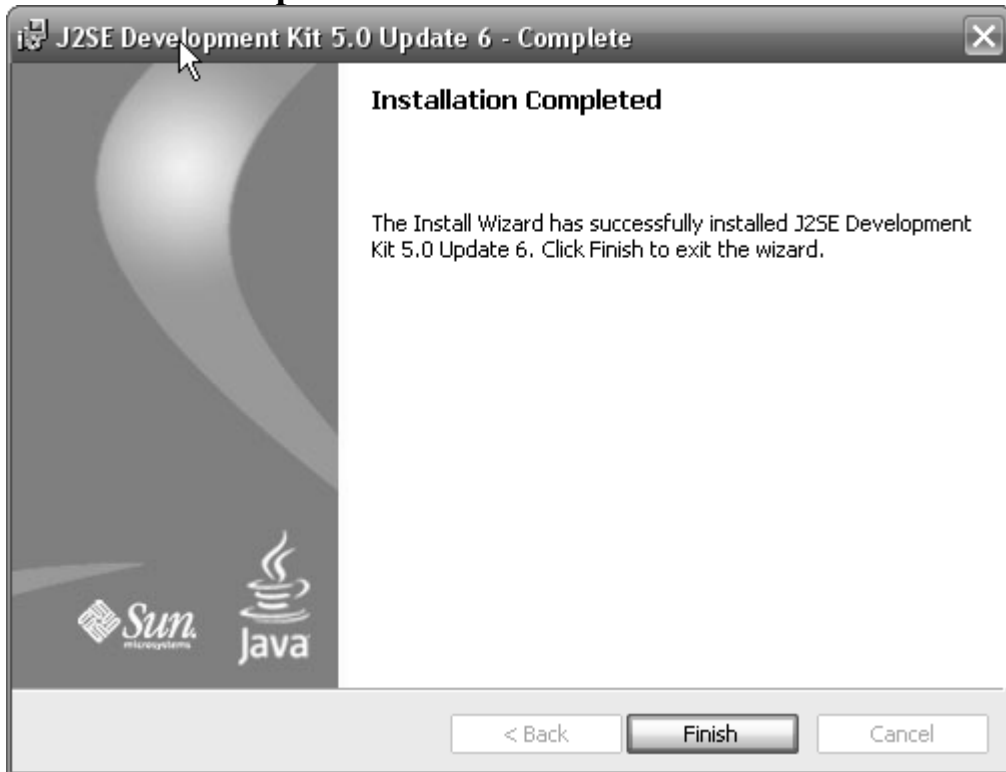 J2SE Development Kit 5.0 Update 6 - Complete
Installation Completed
The Install Wizard has successfully installed J2SE Development
Kit 5.0 Update 6. Click Finish to exit the wizard.
Sun
microsystems
Java
< Back
Finish
Cancel